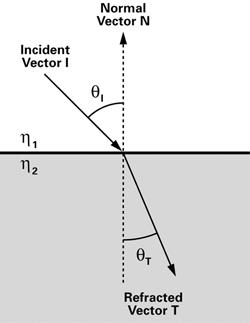 Normal
Vector N
Incident
Vector I
θI
η1
η2
θT
Refracted
Vector T